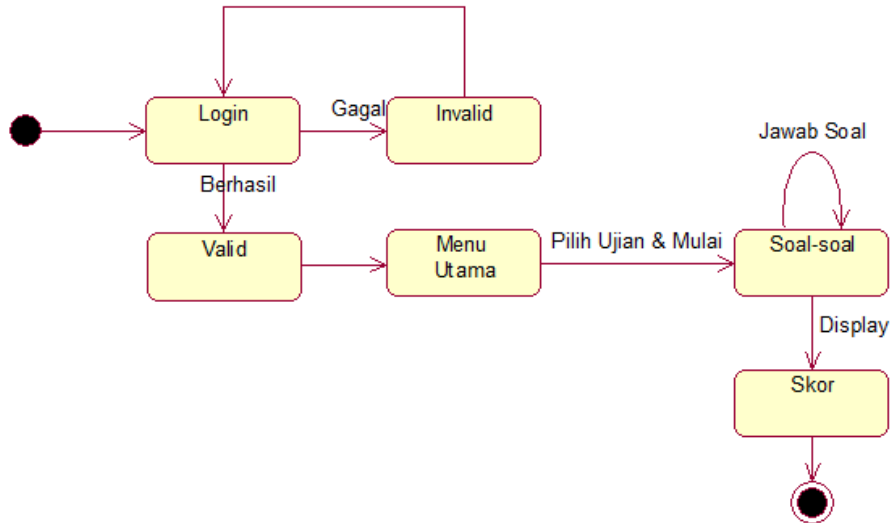 Login
Gagal
Invalid
Jawab Soal
Berhasil
Valid
Menu
Utama
Pilih Ujian & Mulai
Soal-soal
Display
Skor